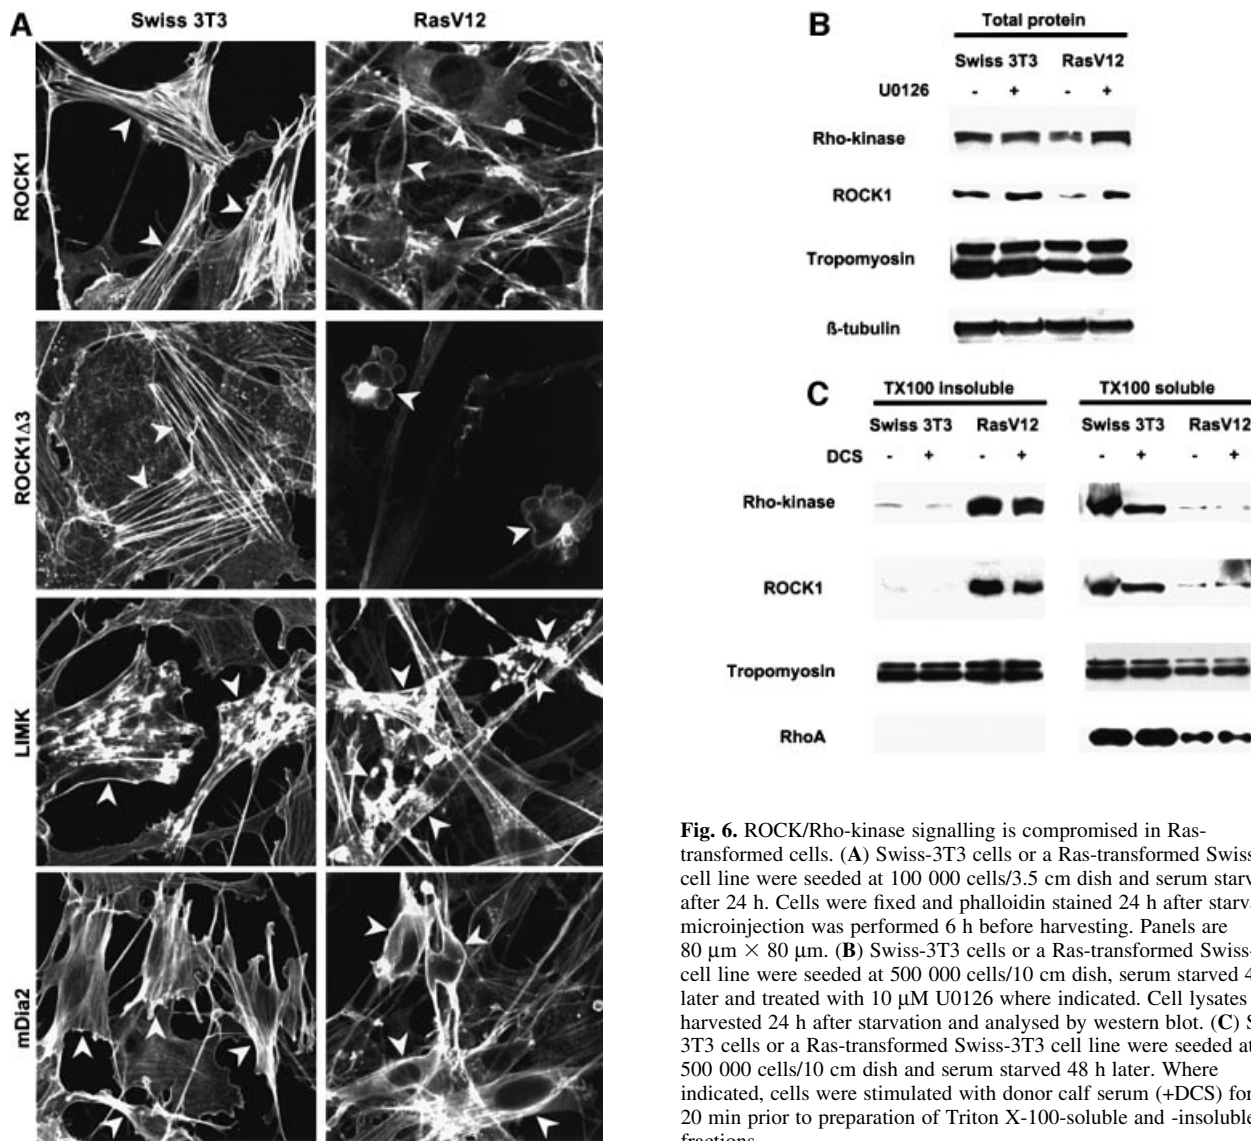 A
Swiss 3T3 RasV12
ROCK1
ROCK1Δ3
LIMK
mDia2
B
Total protein
Swiss 3T3 RasV12
U0126 - + - +
Rho-kinase
ROCK1
Tropomyosin
ß-tubulin
C
TX100 insoluble TX100 soluble
Swiss 3T3 RasV12 Swiss 3T3 RasV12
DCS - + - + - + - +
Rho-kinase
ROCK1
Tropomyosin
RhoA
Fig. 6. ROCK/Rho-kinase signalling is compromised in Ras-
transformed cells. (A) Swiss-3T3 cells or a Ras-transformed Swiss
cell line were seeded at 100 000 cells/3.5 cm dish and serum starv
after 24 h. Cells were fixed and phalloidin stained 24 h after starva
microinjection was performed 6 h before harvesting. Panels are
80 µm × 80 µm. (B) Swiss-3T3 cells or a Ras-transformed Swiss-
cell line were seeded at 500 000 cells/10 cm dish, serum starved 4
later and treated with 10 µM U0126 where indicated. Cell lysates
harvested 24 h after starvation and analysed by western blot. (C) S
3T3 cells or a Ras-transformed Swiss-3T3 cell line were seeded at
500 000 cells/10 cm dish and serum starved 48 h later. Where
indicated, cells were stimulated with donor calf serum (+DCS) for
20 min prior to preparation of Triton X-100-soluble and -insoluble
fractions